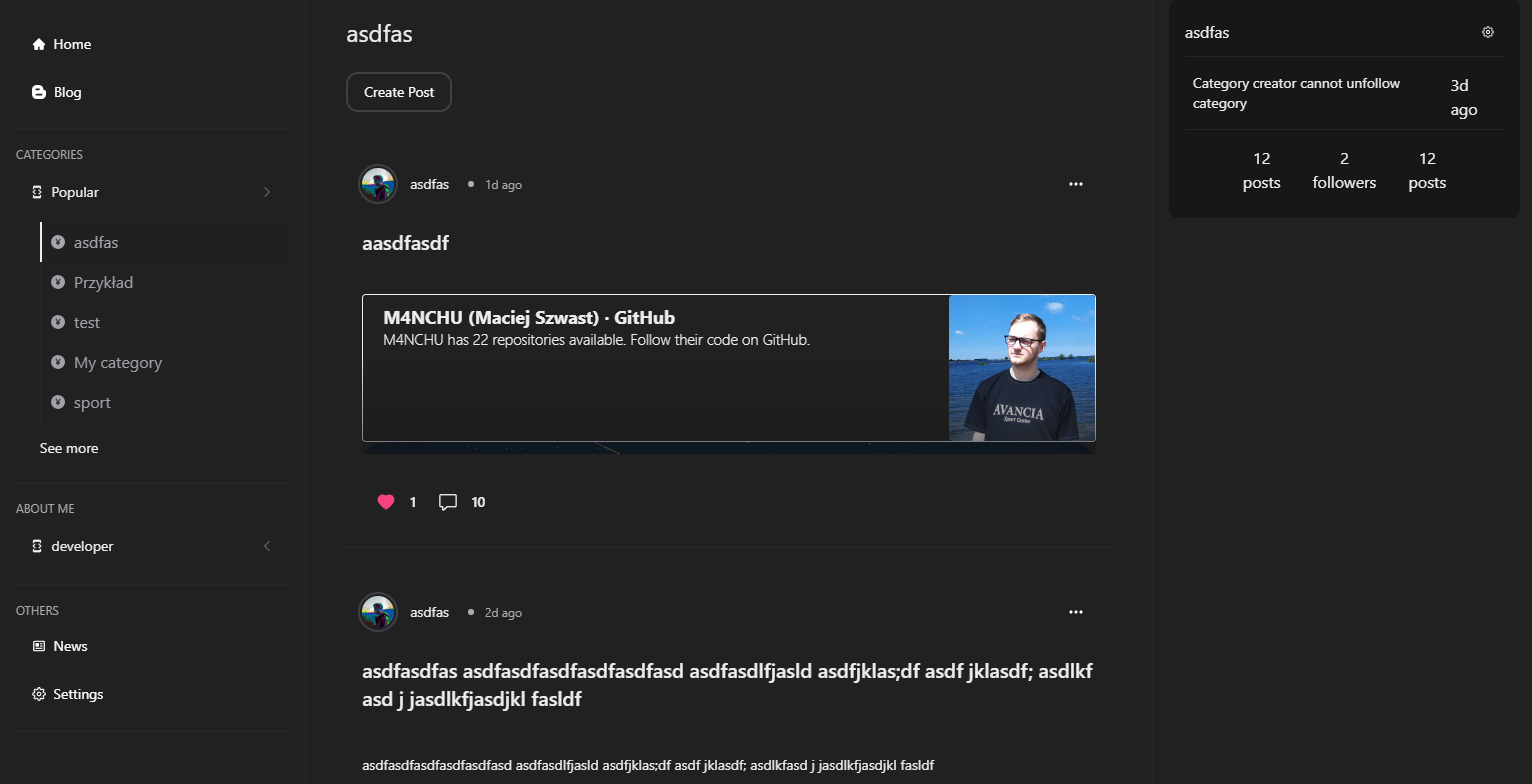 Home
Blog
CATEGORIES
Popular
asdfas
Przykład
test
My category
sport
See more
ABOUT ME
developer
OTHERS
News
Settings
asdfas
Create Post
asdfas
1d ago
aasdfasdf
M4NCHU (Maciej Szwast) · GitHub
M4NCHU has 22 repositories available. Follow their code on GitHub.
AVANCIA
Sport Center
1
10
asdfas
2d ago
asdfasdfas asdfasdfasdfasdfasdfasd asdfasdlfjasld asdfjklas;df asdf jklasdf; asdlkf
asd j jasdlkfjasdjkl fasldf
asdfasdfasdfasdfasdfasd asdfasdlfjasld asdfjklas;df asdf jklasdf; asdlkfasd j jasdlkfjasdjkl fasldf
asdfas
Category creator cannot unfollow
category
3d
ago
12
posts
2
followers
12
posts